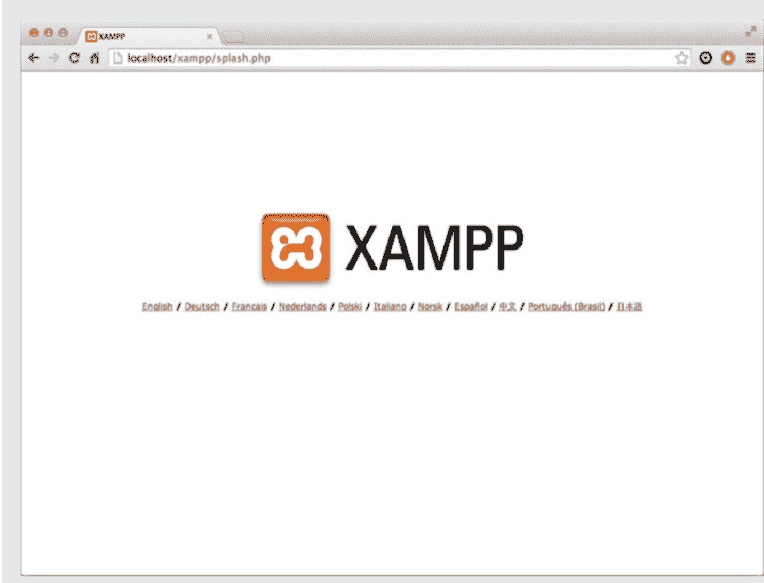 XAMPP
localhost/xampp/splash.php
XAMPP
English / Deutsch / Francais / Nederlands / Polski / Italiano / Norsk / Español / 中文 / Português (Brasil) / 日本語